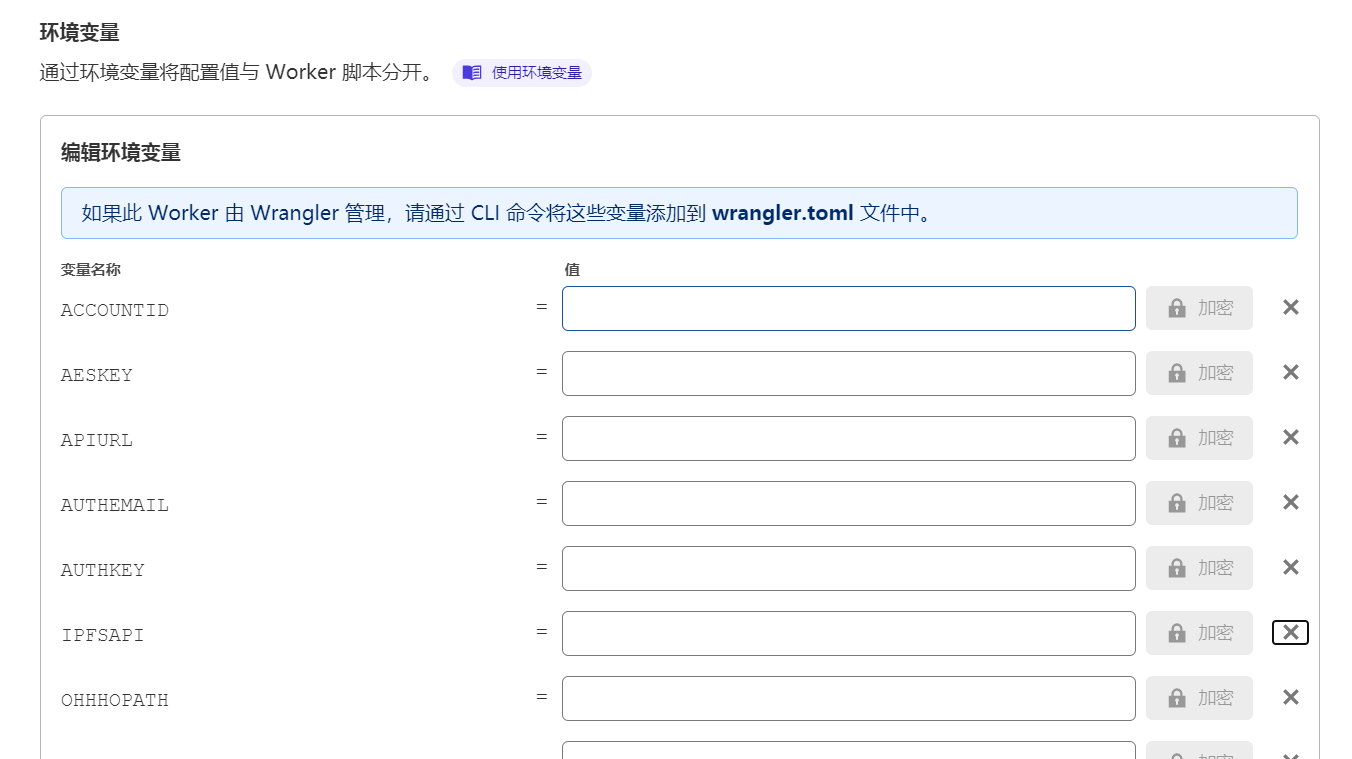 环境变量
通过环境变量将配置值与 Worker 脚本分开。 使用环境变量
编辑环境变量
如果此 Worker 由 Wrangler 管理，请通过 CLI 命令将这些变量添加到 wrangler.toml 文件中。
变量名称 值
ACCOUNTID = 加密
AESKEY = 加密
APIURL = 加密
AUTHEMAIL = 加密
AUTHKEY = 加密
IPFSAPI = 加密
OHHHOPATH = 加密